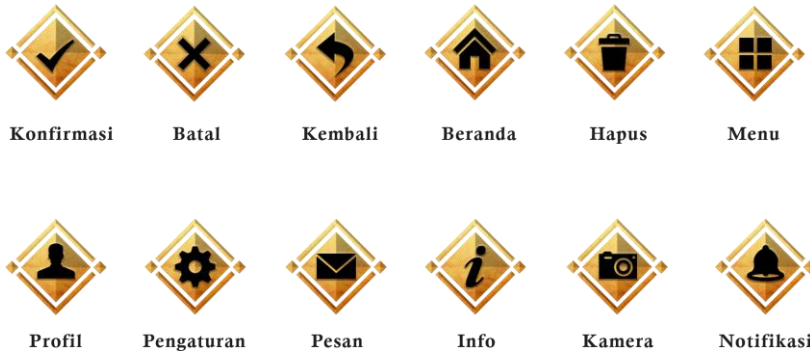 Konfirmasi Batal Kembali Beranda Hapus Menu
Profil Pengaturan Pesan Info Kamera Notifikasi